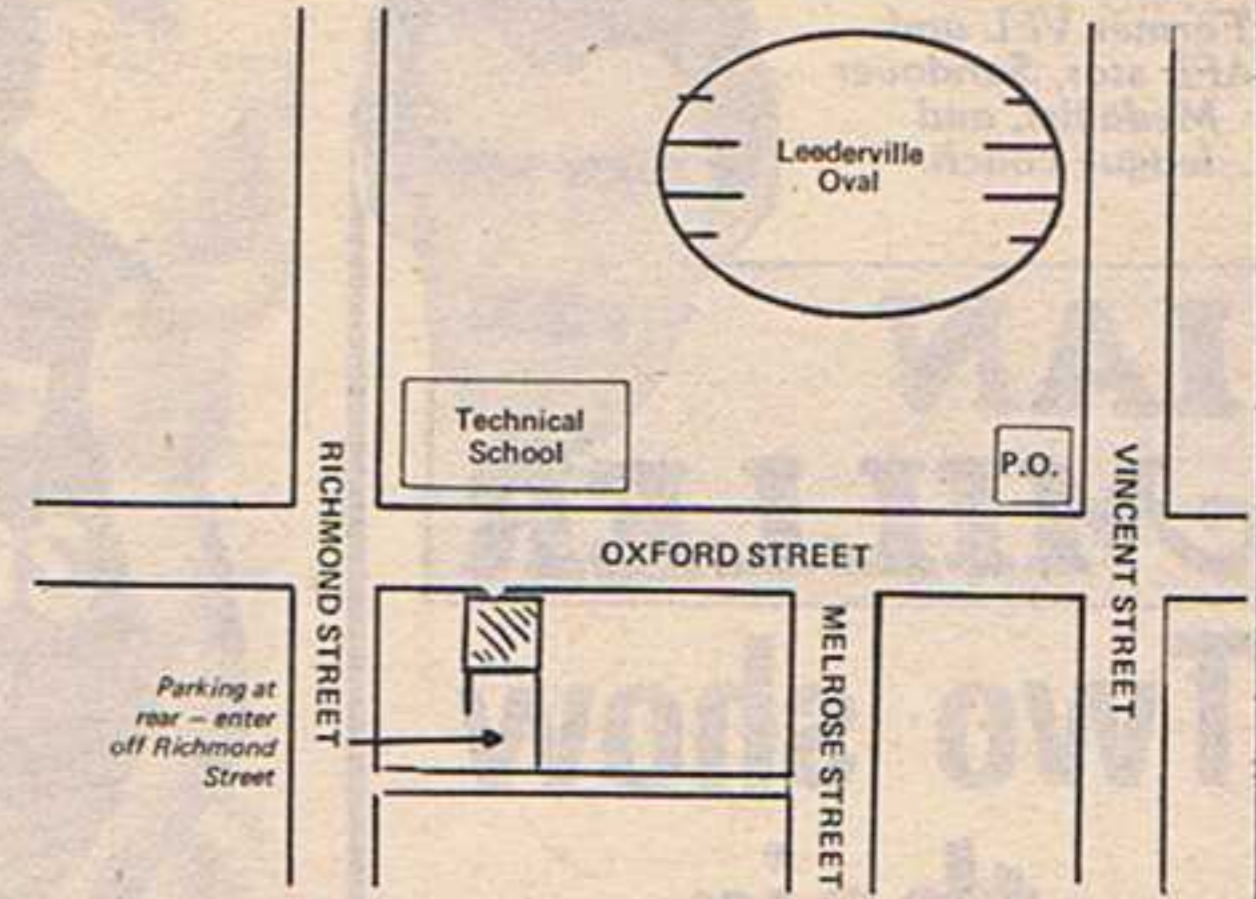 Leederville
Oval
Technical
School
P.O.
RICHMOND STREET
VINCENT STREET
OXFORD STREET
MELROSE STREET
Parking at
rear – enter
off Richmond
Street